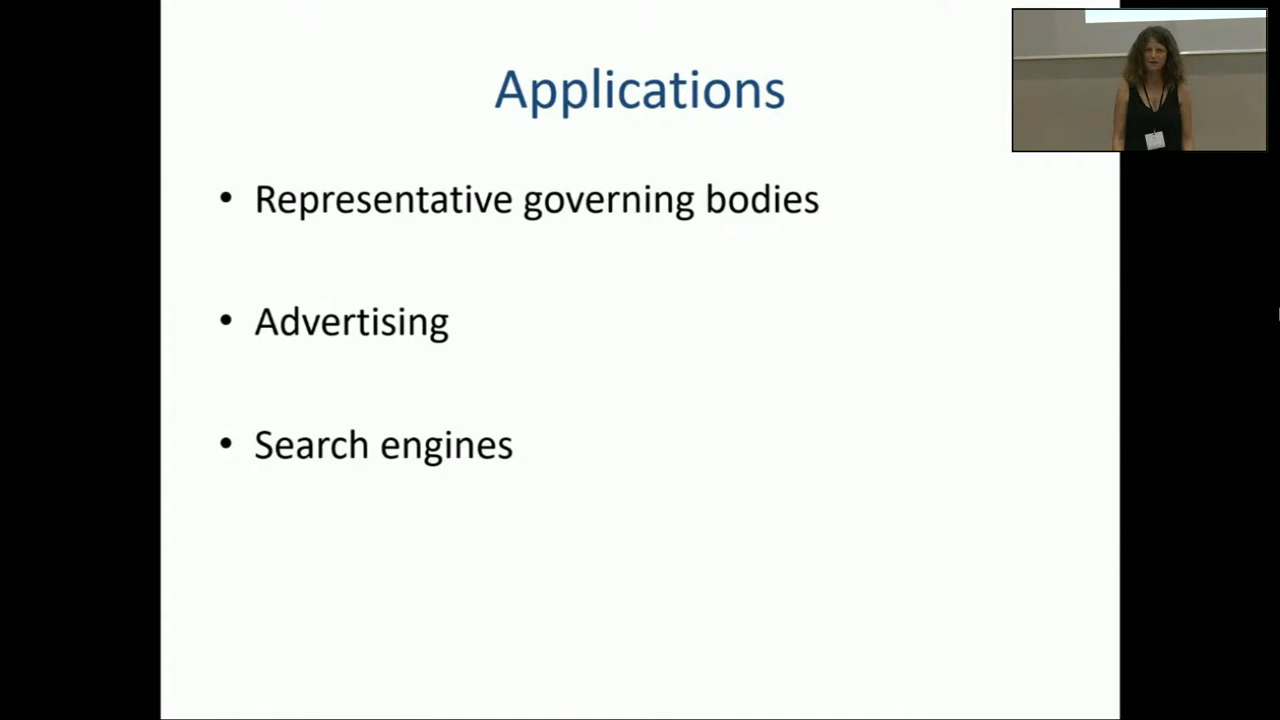 Applications
• Representative governing bodies
• Advertising
• Search engines